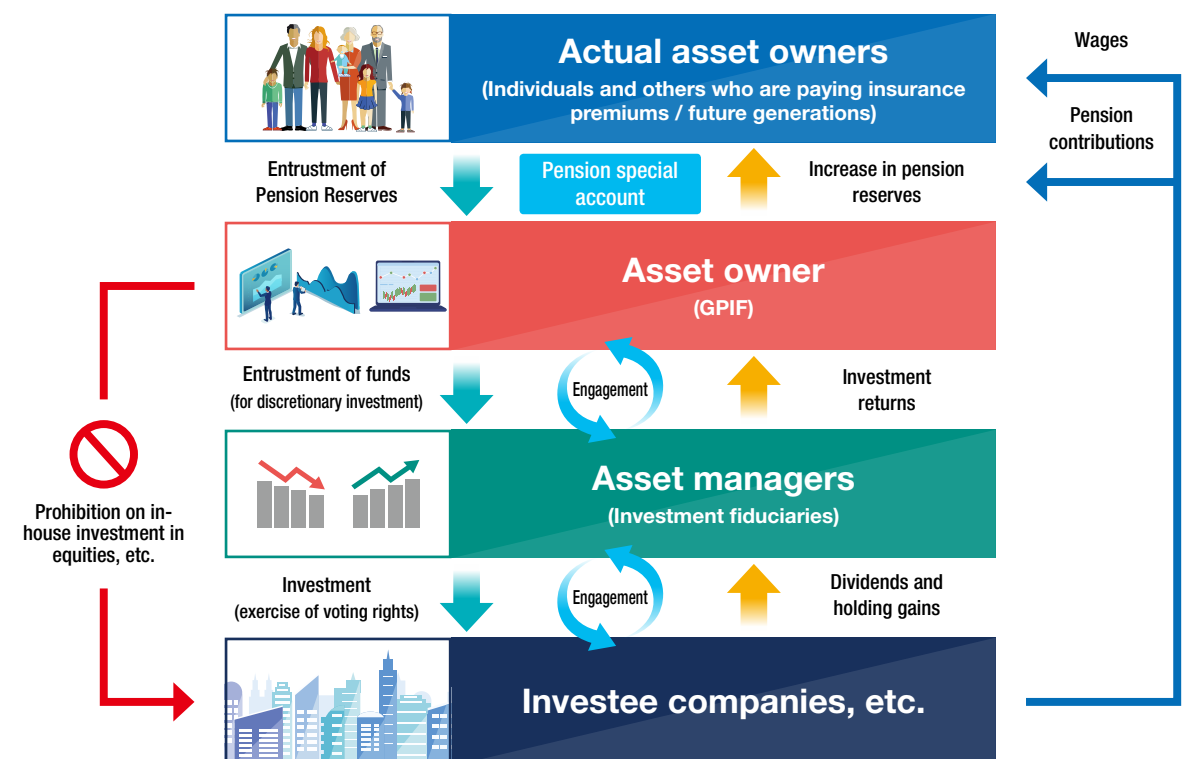 Actual asset owners
(Individuals and others who are paying insurance
premiums / future generations)
Wages
Pension
contributions
Entrustment of
Pension Reserves
Pension special
account
Increase in pension
reserves
Asset owner
(GPIF)
Entrustment of funds
(for discretionary investment)
Engagement
Investment
returns
Prohibition on in-
house investment in
equities, etc.
Asset managers
(Investment fiduciaries)
Investment
(exercise of voting rights)
Engagement
Dividends and
holding gains
Investee companies, etc.